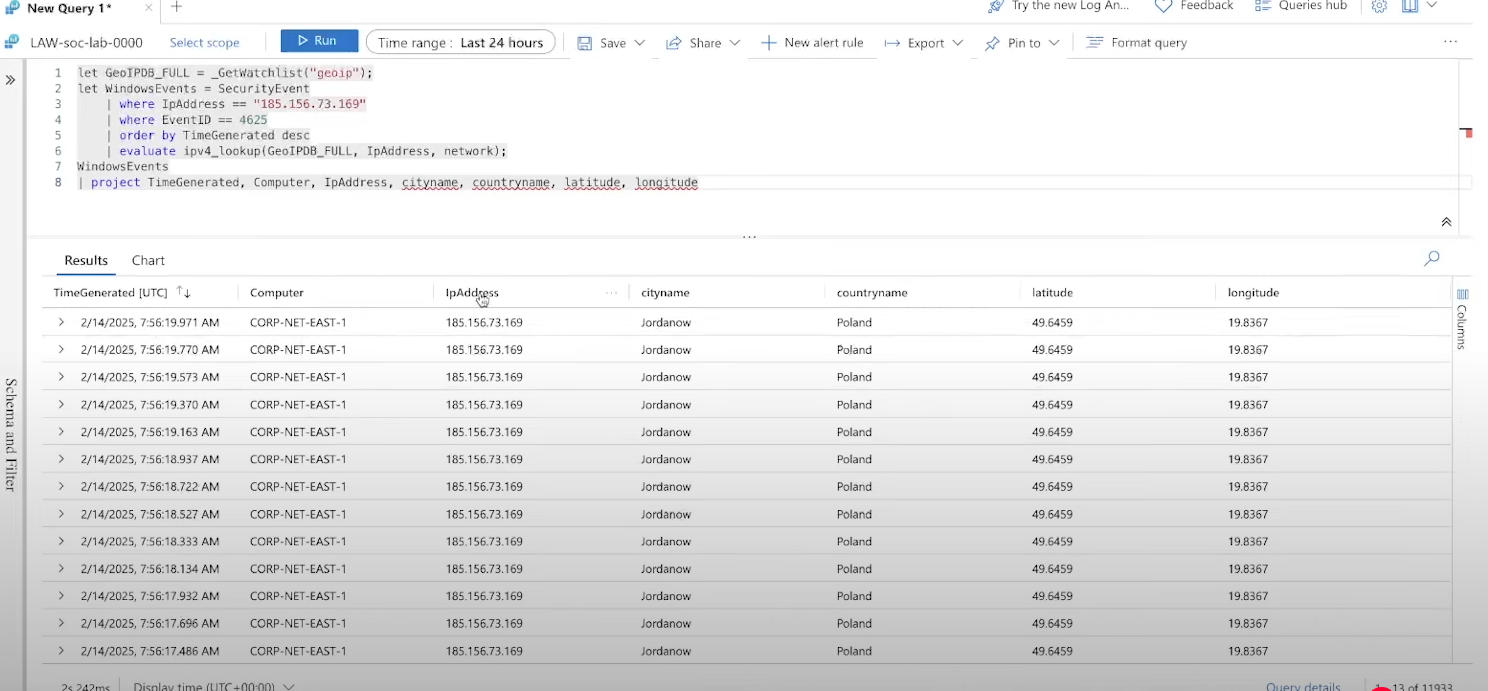 New Query 1*
Try the new Log An... Feedback Queries hub
LAW-soc-lab-0000 Select scope Run Time range : Last 24 hours Save Share New alert rule Export Pin to Format query
1 let GeoIPDB_FULL = _GetWatchlist("geoip");
2 let WindowsEvents = SecurityEvent
3 | where IpAddress == "185.156.73.169"
4 | where EventID == 4625
5 | order by TimeGenerated desc
6 | evaluate ipv4_lookup(GeoIPDB_FULL, IpAddress, network);
7 WindowsEvents
8 | project TimeGenerated, Computer, IpAddress, cityname, countryname, latitude, longitude
Results Chart
TimeGenerated [UTC] Computer IpAddress cityname countryname latitude longitude
2/14/2025, 7:56:19.971 AM CORP-NET-EAST-1 185.156.73.169 Jordanow Poland 49.6459 19.8367
2/14/2025, 7:56:19.770 AM CORP-NET-EAST-1 185.156.73.169 Jordanow Poland 49.6459 19.8367
2/14/2025, 7:56:19.573 AM CORP-NET-EAST-1 185.156.73.169 Jordanow Poland 49.6459 19.8367
2/14/2025, 7:56:19.370 AM CORP-NET-EAST-1 185.156.73.169 Jordanow Poland 49.6459 19.8367
2/14/2025, 7:56:19.163 AM CORP-NET-EAST-1 185.156.73.169 Jordanow Poland 49.6459 19.8367
2/14/2025, 7:56:18.937 AM CORP-NET-EAST-1 185.156.73.169 Jordanow Poland 49.6459 19.8367
2/14/2025, 7:56:18.722 AM CORP-NET-EAST-1 185.156.73.169 Jordanow Poland 49.6459 19.8367
2/14/2025, 7:56:18.527 AM CORP-NET-EAST-1 185.156.73.169 Jordanow Poland 49.6459 19.8367
2/14/2025, 7:56:18.333 AM CORP-NET-EAST-1 185.156.73.169 Jordanow Poland 49.6459 19.8367
2/14/2025, 7:56:18.134 AM CORP-NET-EAST-1 185.156.73.169 Jordanow Poland 49.6459 19.8367
2/14/2025, 7:56:17.932 AM CORP-NET-EAST-1 185.156.73.169 Jordanow Poland 49.6459 19.8367
2/14/2025, 7:56:17.696 AM CORP-NET-EAST-1 185.156.73.169 Jordanow Poland 49.6459 19.8367
2/14/2025, 7:56:17.486 AM CORP-NET-EAST-1 185.156.73.169 Jordanow Poland 49.6459 19.8367
2s 242ms Display time (UTC+00:00) Query details 13 of 11933
Schema and Filter
Columns